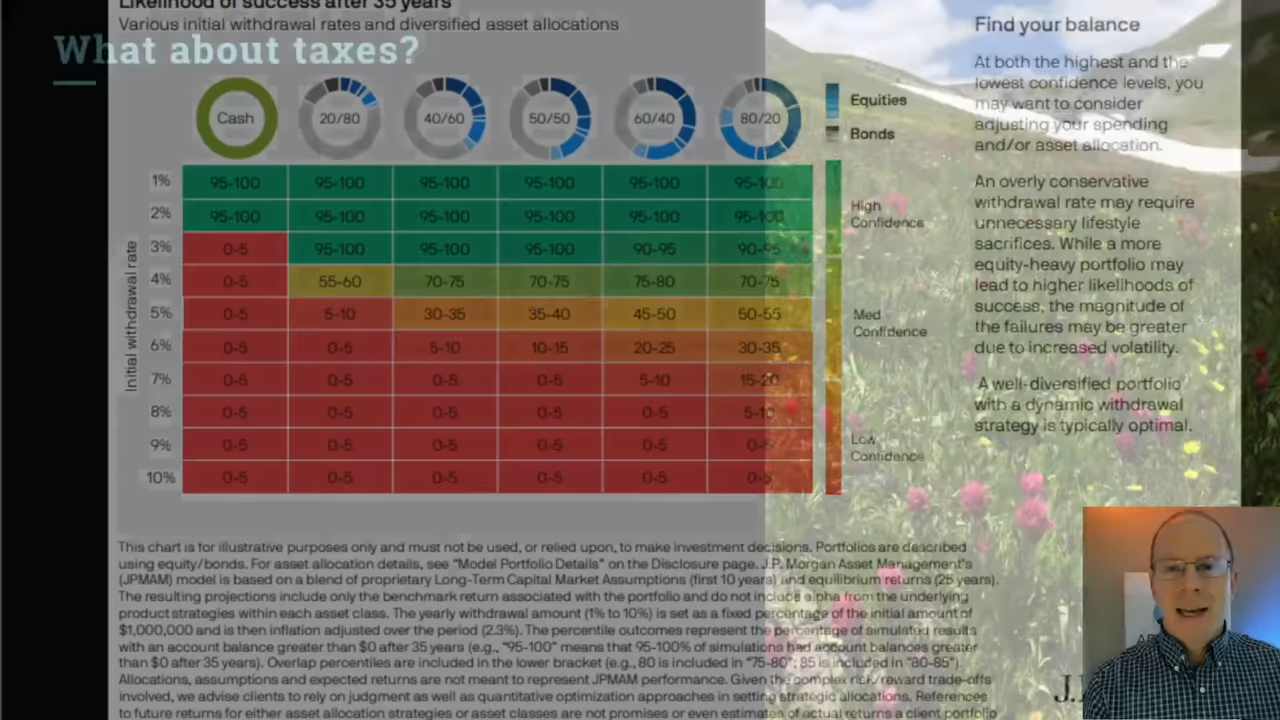 Likelihood of success after 35 years
Various initial withdrawal rates and diversified asset allocations
What about taxes?
Cash 20/80 40/60 50/50 60/40 80/20
Initial withdrawal rate
1% 95-100 95-100 95-100 95-100 95-100 95-100
2% 95-100 95-100 95-100 95-100 95-100 95-100
3% 0-5 95-100 95-100 95-100 90-95 90-95
4% 0-5 55-60 70-75 70-75 75-80 70-75
5% 0-5 5-10 30-35 35-40 45-50 50-55
6% 0-5 0-5 5-10 10-15 20-25 30-35
7% 0-5 0-5 0-5 0-5 5-10 15-20
8% 0-5 0-5 0-5 0-5 0-5 5-10
9% 0-5 0-5 0-5 0-5 0-5 0-5
10% 0-5 0-5 0-5 0-5 0-5 0-5
Equities
Bonds
High
Confidence
Med
Confidence
Low
Confidence
Find your balance
At both the highest and the
lowest confidence levels, you
may want to consider
adjusting your spending
and/or asset allocation.
An overly conservative
withdrawal rate may require
unnecessary lifestyle
sacrifices. While a more
equity-heavy portfolio may
lead to higher likelihoods of
success, the magnitude of
the failures may be greater
due to increased volatility.
A well-diversified portfolio
with a dynamic withdrawal
strategy is typically optimal.
This chart is for illustrative purposes only and must not be used, or relied upon, to make investment decisions. Portfolios are described
using equity/bonds. For asset allocation details, see "Model Portfolio Details" on the Disclosure page. J.P. Morgan Asset Management's
(JPMAM) model is based on a blend of proprietary Long-Term Capital Market Assumptions (first 10 years) and equilibrium returns (25 years).
The resulting projections include only the benchmark return associated with the portfolio and do not include alpha from the underlying
product strategies within each asset class. The yearly withdrawal amount (1% to 10%) is set as a fixed percentage of the initial amount of
$1,000,000 and is then inflation adjusted over the period (2.3%). The percentile outcomes represent the percentage of simulated results
with an account balance greater than $0 after 35 years (e.g., "95-100" means that 95-100% of simulations had account balances greater
than $0 after 35 years). Overlap percentiles are included in the lower bracket (e.g., 80 is included in "75-80"; 85 is included in "80-85").
Allocations, assumptions and expected returns are not meant to represent JPMAM performance. Given the complex risk/reward trade-offs
involved, we advise clients to rely on judgment as well as quantitative optimization approaches in setting strategic allocations. References
to future returns for either asset allocation strategies or asset classes are not promises or even estimates of actual returns a client portfolio
J.